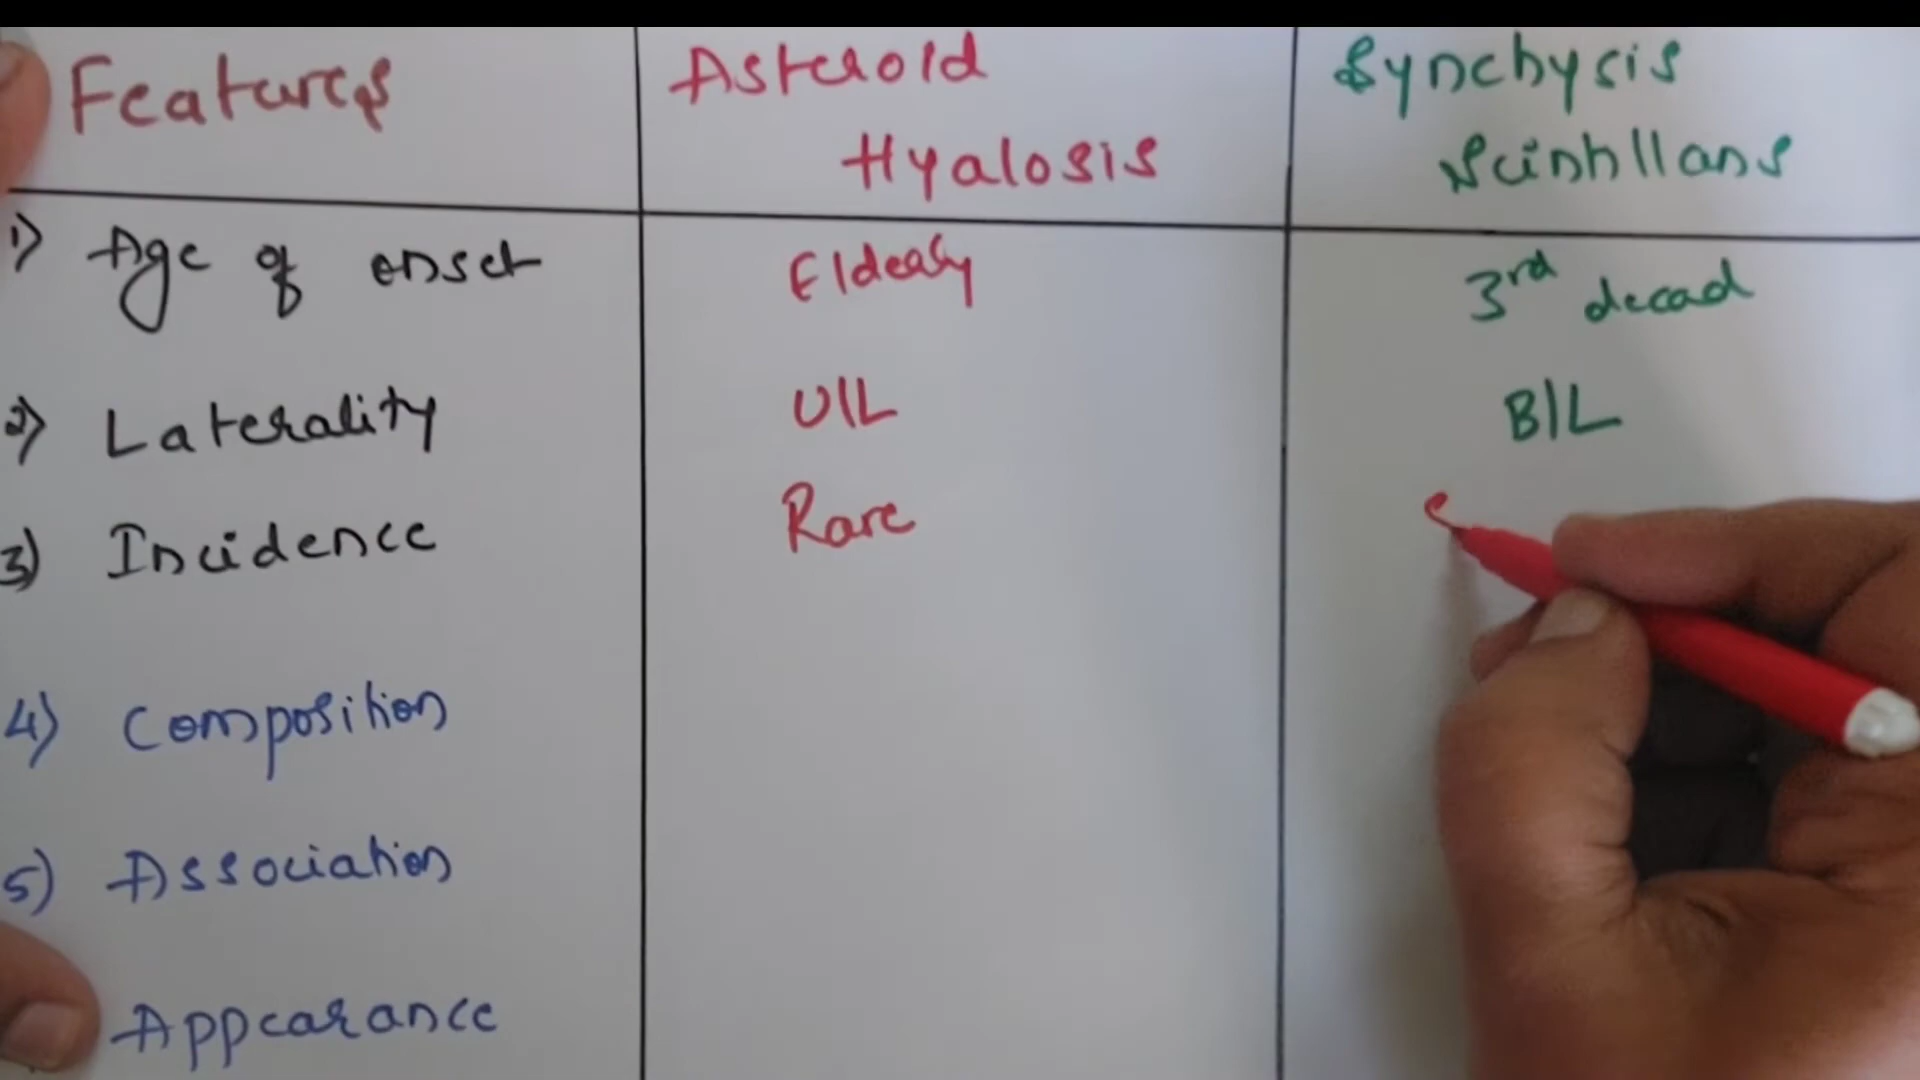 Features
Asteroid
Hyalosis
Synchysis
Scintillans
1) Age of onset
Elderly
3rd decad
2) Laterality
U/L
B/L
3) Incidence
Rare
4) Composition
5) Association
Appearance